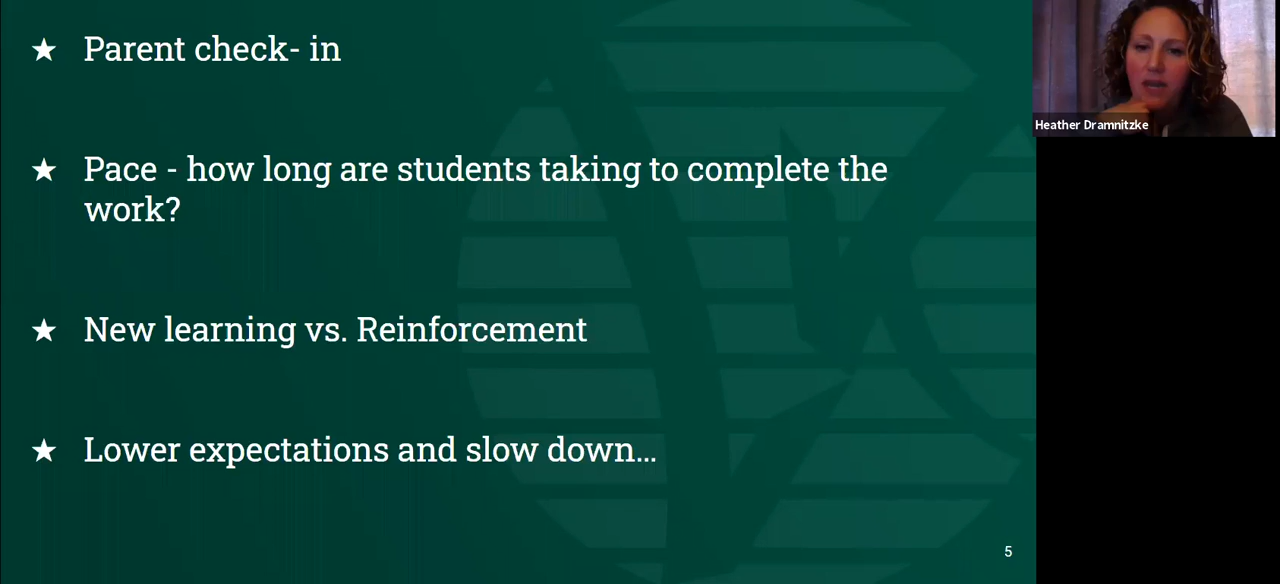 ★ Parent check- in
★ Pace - how long are students taking to complete the
work?
★ New learning vs. Reinforcement
★ Lower expectations and slow down...
5
Heather Dramnitzke